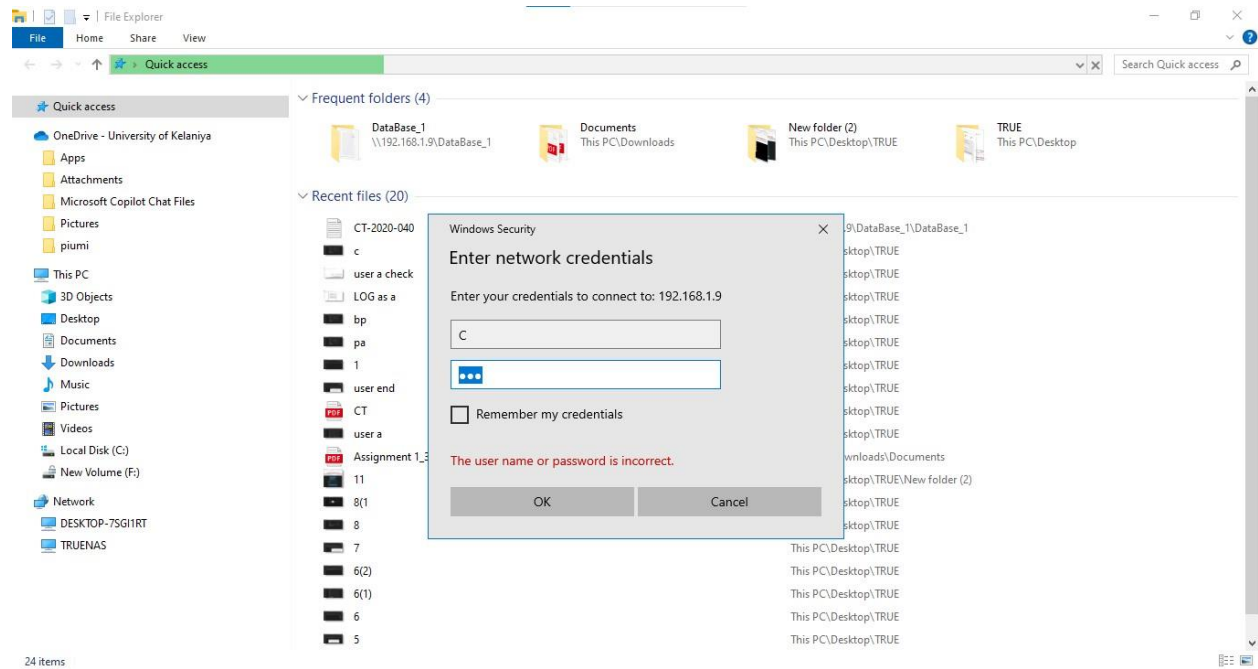 File Explorer
File Home Share View
Quick access
Search Quick access
Quick access
OneDrive - University of Kelaniya
Apps
Attachments
Microsoft Copilot Chat Files
Pictures
piumi
This PC
3D Objects
Desktop
Documents
Downloads
Music
Pictures
Videos
Local Disk (C:)
New Volume (F:)
Network
DESKTOP-7SGI1RT
TRUENAS
Frequent folders (4)
DataBase_1
\\192.168.1.9\DataBase_1
Documents
This PC\Downloads
New folder (2)
This PC\Desktop\TRUE
TRUE
This PC\Desktop
Recent files (20)
CT-2020-040 .9\DataBase_1\DataBase_1
c sktop\TRUE
user a check sktop\TRUE
LOG as a sktop\TRUE
bp sktop\TRUE
pa sktop\TRUE
1 sktop\TRUE
user end sktop\TRUE
CT sktop\TRUE
user a sktop\TRUE
Assignment 1_3 wnloads\Documents
11 sktop\TRUE\New folder (2)
8(1 sktop\TRUE
8 sktop\TRUE
7 This PC\Desktop\TRUE
6(2) This PC\Desktop\TRUE
6(1) This PC\Desktop\TRUE
6 This PC\Desktop\TRUE
5 This PC\Desktop\TRUE
Windows Security
Enter network credentials
Enter your credentials to connect to: 192.168.1.9
C
Remember my credentials
The user name or password is incorrect.
OK Cancel
24 items